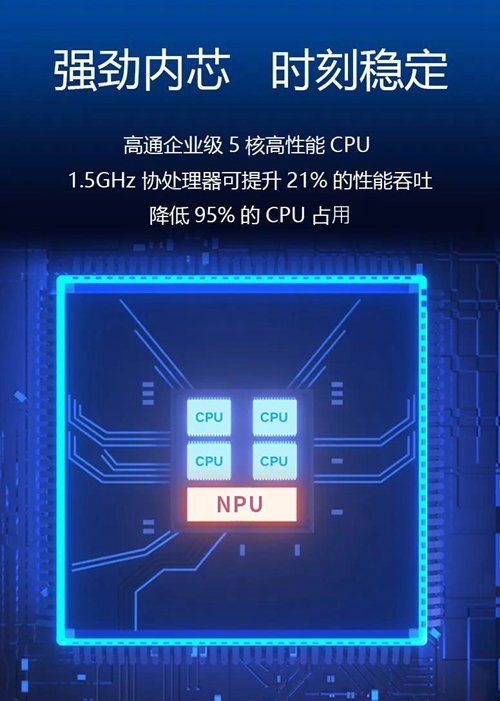 强劲内芯 时刻稳定
高通企业级 5 核高性能 CPU
1.5GHz 协处理器可提升 21% 的性能吞吐
降低 95% 的 CPU 占用
CPU CPU
CPU CPU
NPU